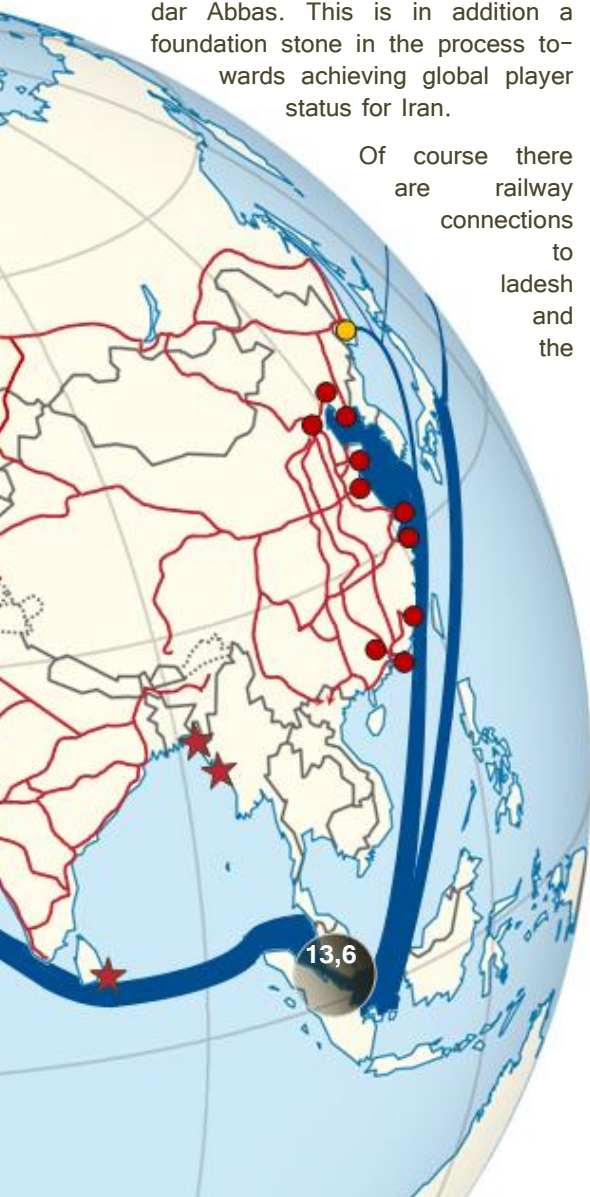 dar Abbas. This is in addition a
foundation stone in the process to-
wards achieving global player
status for Iran.
Of course there
are railway
connections
to
ladesh
and
the
13,6